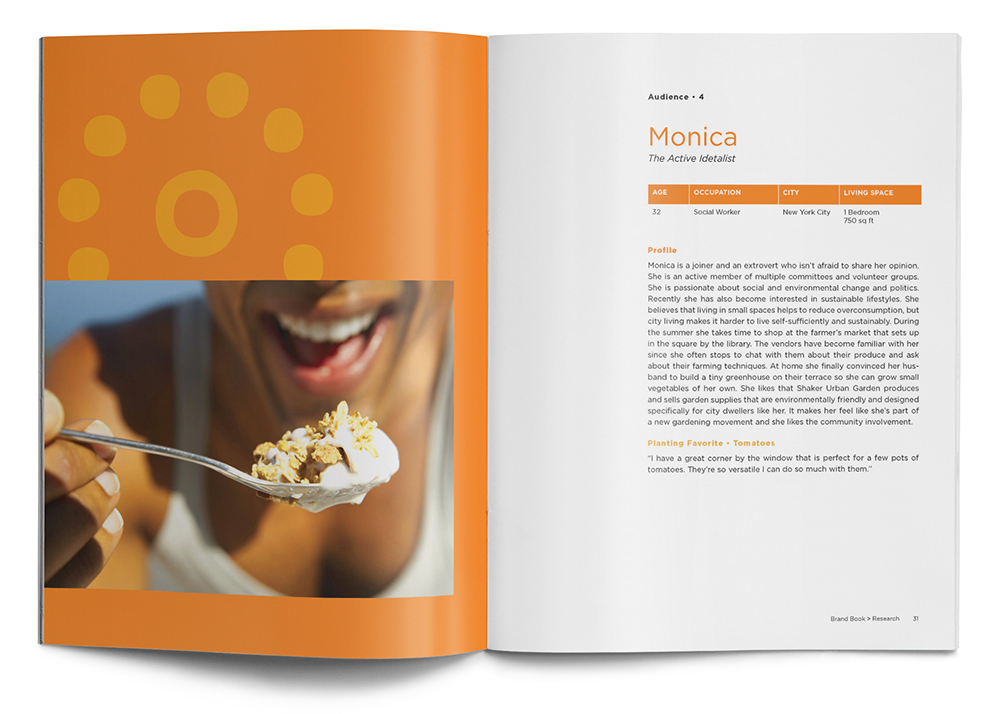 Audience • 4
Monica
The Active Idetalist
AGE OCCUPATION CITY LIVING SPACE
32 Social Worker New York City 1 Bedroom
750 sq ft
Profile
Monica is a joiner and an extrovert who isn't afraid to share her opinion.
She is an active member of multiple committees and volunteer groups.
She is passionate about social and environmental change and politics.
Recently she has also become interested in sustainable lifestyles. She
believes that living in small spaces helps to reduce overconsumption, but
city living makes it harder to live self-sufficiently and sustainably. During
the summer she takes time to shop at the farmer's market that sets up
in the square by the library. The vendors have become familiar with her
since she often stops to chat with them about their produce and ask
about their farming techniques. At home she finally convinced her hus-
band to build a tiny greenhouse on their terrace so she can grow small
vegetables of her own. She likes that Shaker Urban Garden produces
and sells garden supplies that are environmentally friendly and designed
specifically for city dwellers like her. It makes her feel like she's part of
a new gardening movement and she likes the community involvement.
Planting Favorite • Tomatoes
“I have a great corner by the window that is perfect for a few pots of
tomatoes. They're so versatile I can do so much with them.”
Brand Book > Research 31